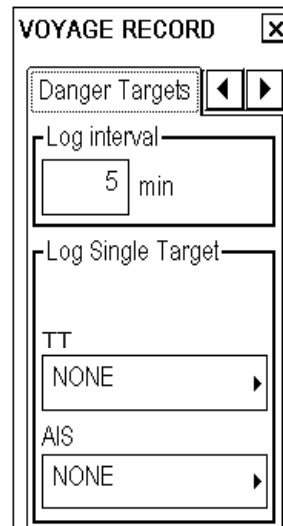 VOYAGE RECORD
Danger Targets
Log interval
5 min
Log Single Target
TT
NONE
AIS
NONE